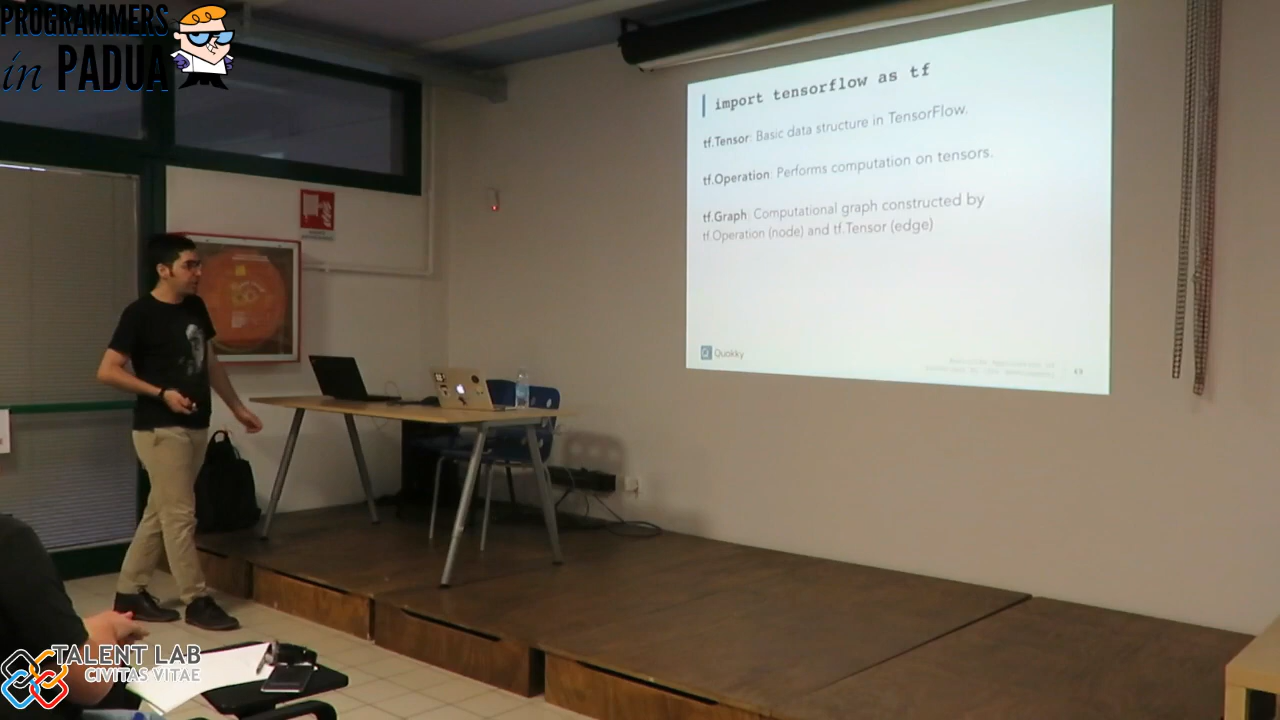 PROGRAMMERS
in PADUA
import tensorflow as tf
tf.Tensor: Basic data structure in TensorFlow.
tf.Operation: Performs computation on tensors.
tf.Graph: Computational graph constructed by
tf.Operation (node) and tf.Tensor (edge)
Quokky
TALENT LAB
CIVITAS VITAE